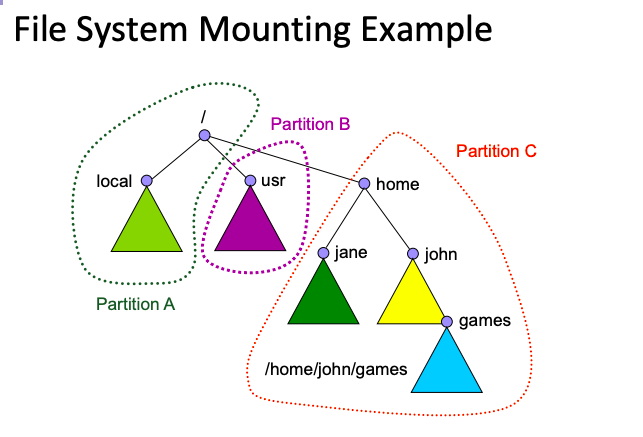 File System Mounting Example
/
Partition B
Partition C
local
usr
home
jane
john
Partition A
games
/home/john/games